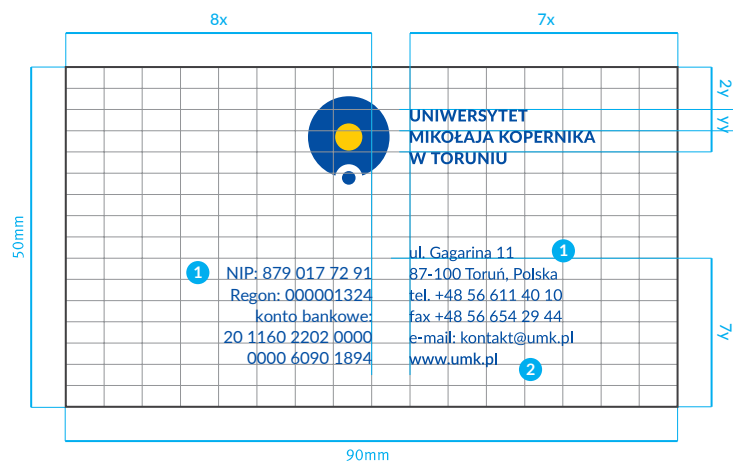 8x
7x
2y
yy
UNIWERSYTET
MIKOŁAJA KOPERNIKA
W TORUNIU
50mm
1
NIP: 879 017 72 91
Regon: 000001324
konto bankowe:
20 1160 2202 0000
0000 6090 1894
ul. Gagarina 11
1
87-100 Toruń, Polska
tel. +48 56 611 40 10
fax +48 56 654 29 44
e-mail: kontakt@umk.pl
www.umk.pl
2
7y
90mm